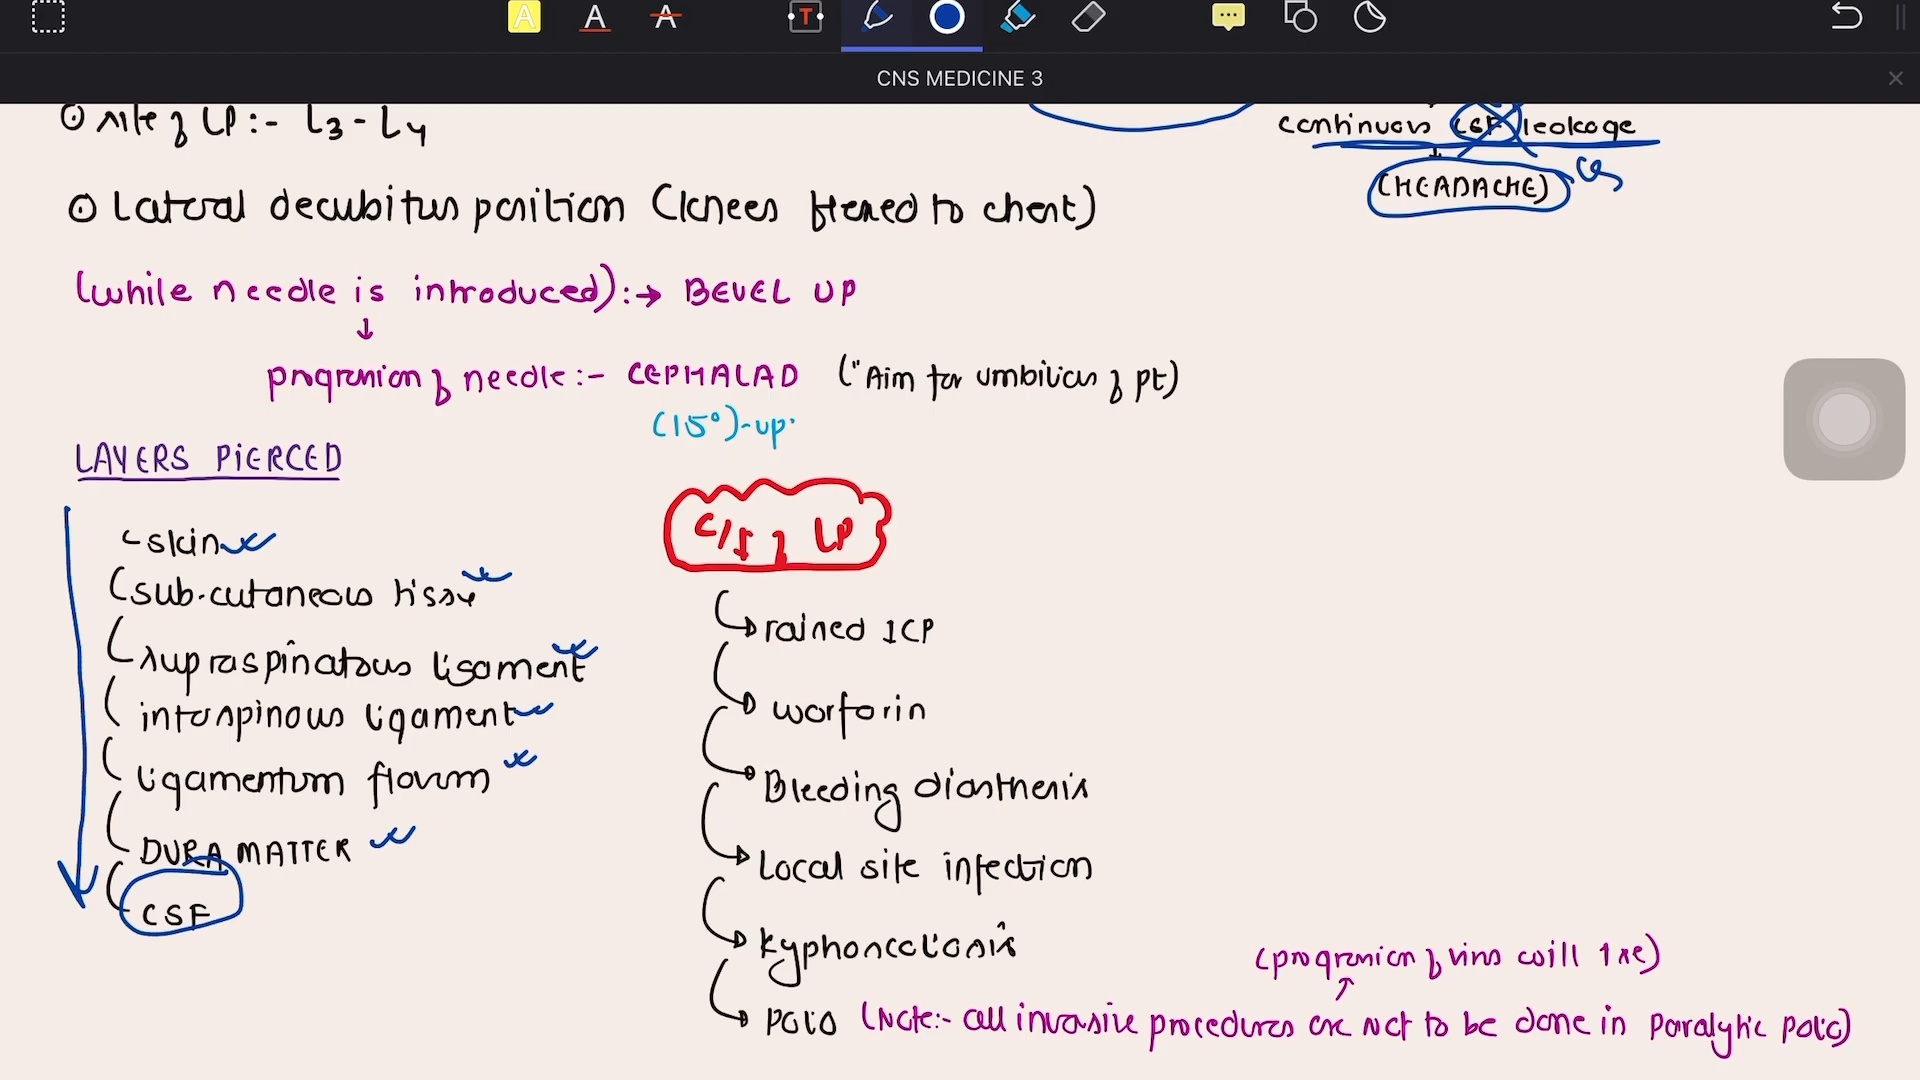 CNS MEDICINE 3
site of LP:- L3-L4
continuous CSF leakage
(HEADACHE)
Lateral decubitus position (knees flexed to chest)
(while needle is introduced):→ BEVEL UP
progression of needle:- CEPHALAD ("Aim for umbilicus of pt)
(15°)-up.
LAYERS PIERCED
C/I of LP
skin
sub-cutaneous tissue
supraspinatous ligament
interspinous ligament
ligamentum flavum
DURA MATTER
CSF
raised ICP
warfarin
Bleeding diasthesis
Local site infection
kyphoscoliosis
(progression of virus will ↑se)
Polio (Note:- all invasive procedures are not to be done in Paralytic polio)